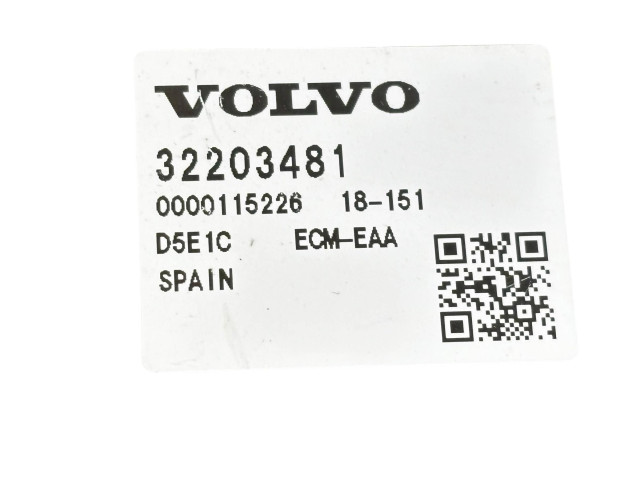 VOLVO
32203481
0000115226 18-151
D5E1C ECM-EAA
SPAIN